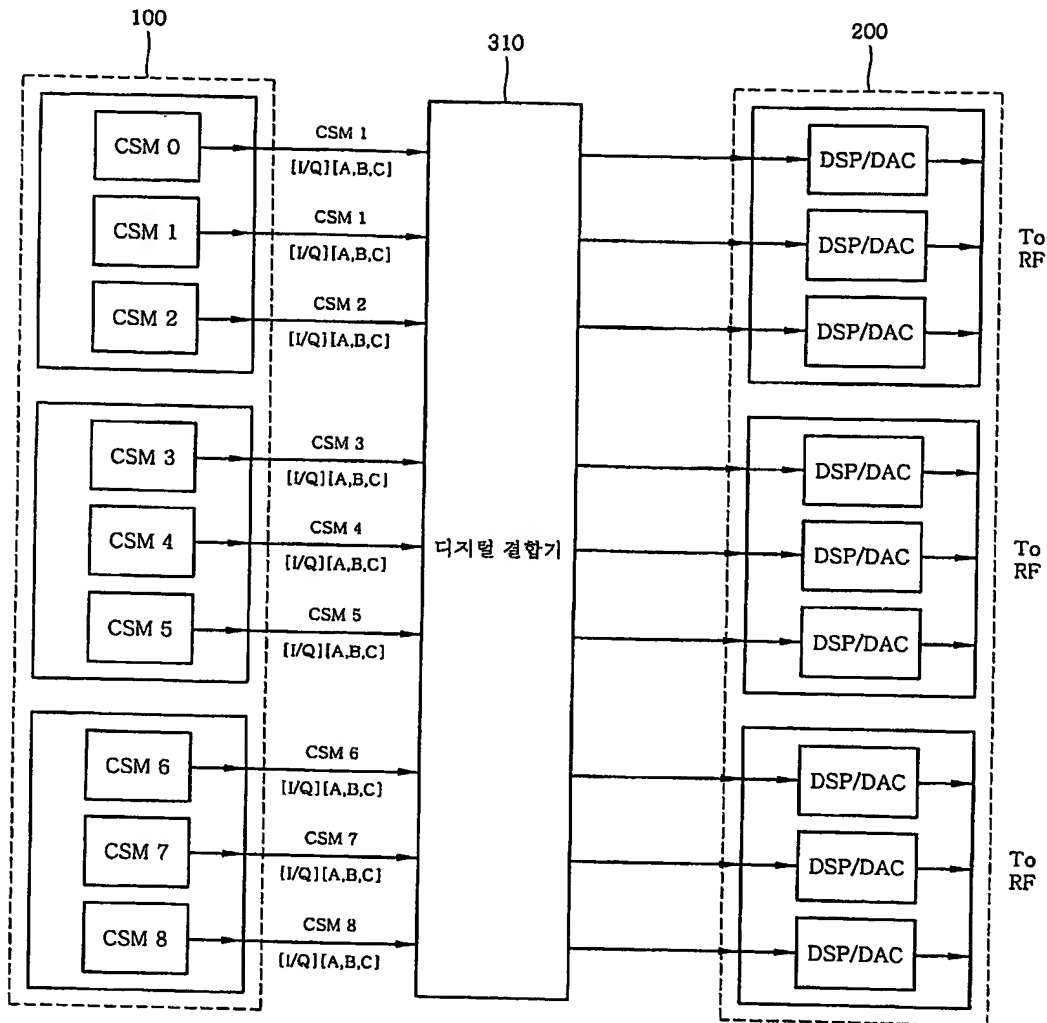 100
310
200
CSM 0
CSM 1
[I/Q][A,B,C]
DSP/DAC
CSM 1
CSM 1
[I/Q][A,B,C]
DSP/DAC
To
RF
CSM 2
CSM 2
[I/Q][A,B,C]
DSP/DAC
CSM 3
CSM 3
[I/Q][A,B,C]
DSP/DAC
CSM 4
CSM 4
[I/Q][A,B,C]
디지털 결합기
DSP/DAC
To
RF
CSM 5
CSM 5
[I/Q][A,B,C]
DSP/DAC
CSM 6
CSM 6
[I/Q][A,B,C]
DSP/DAC
CSM 7
CSM 7
[I/Q][A,B,C]
DSP/DAC
To
RF
CSM 8
CSM 8
[I/Q][A,B,C]
DSP/DAC